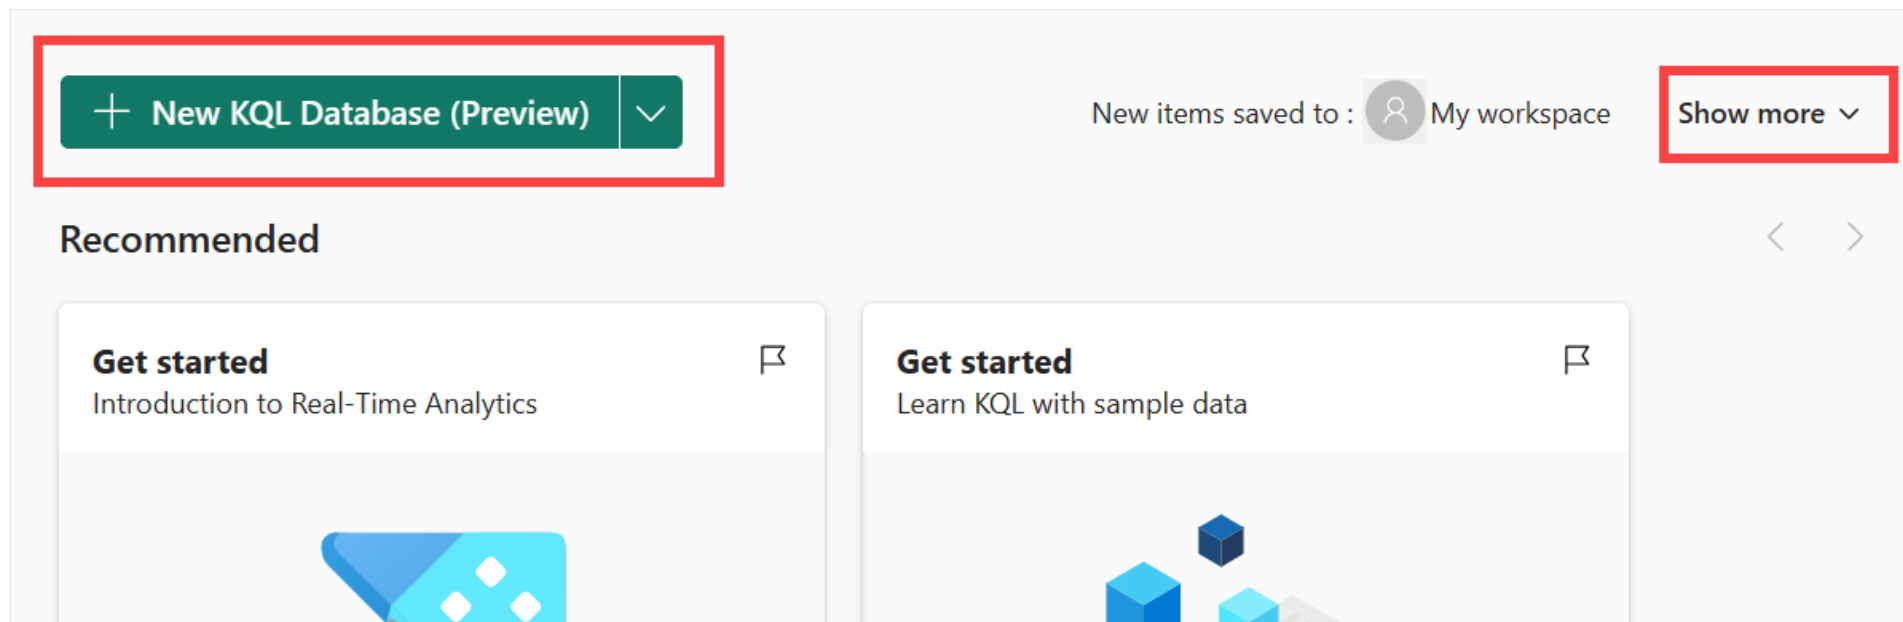 New KQL Database (Preview)
New items saved to : My workspace
Show more
Recommended
Get started
Introduction to Real-Time Analytics
Get started
Learn KQL with sample data